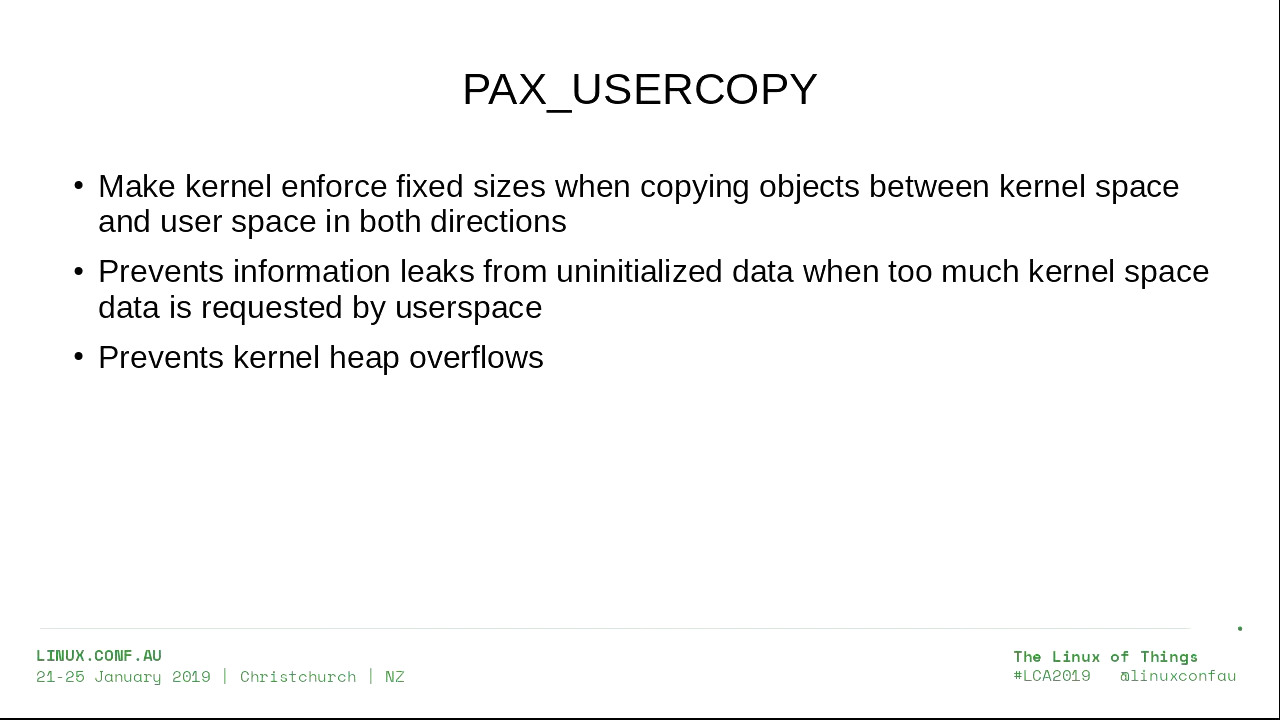 PAX_USERCOPY
• Make kernel enforce fixed sizes when copying objects between kernel space
and user space in both directions
• Prevents information leaks from uninitialized data when too much kernel space
data is requested by userspace
• Prevents kernel heap overflows
LINUX.CONF.AU
21-25 January 2019 | Christchurch | NZ
The Linux of Things
#LCA2019 @linuxconfau